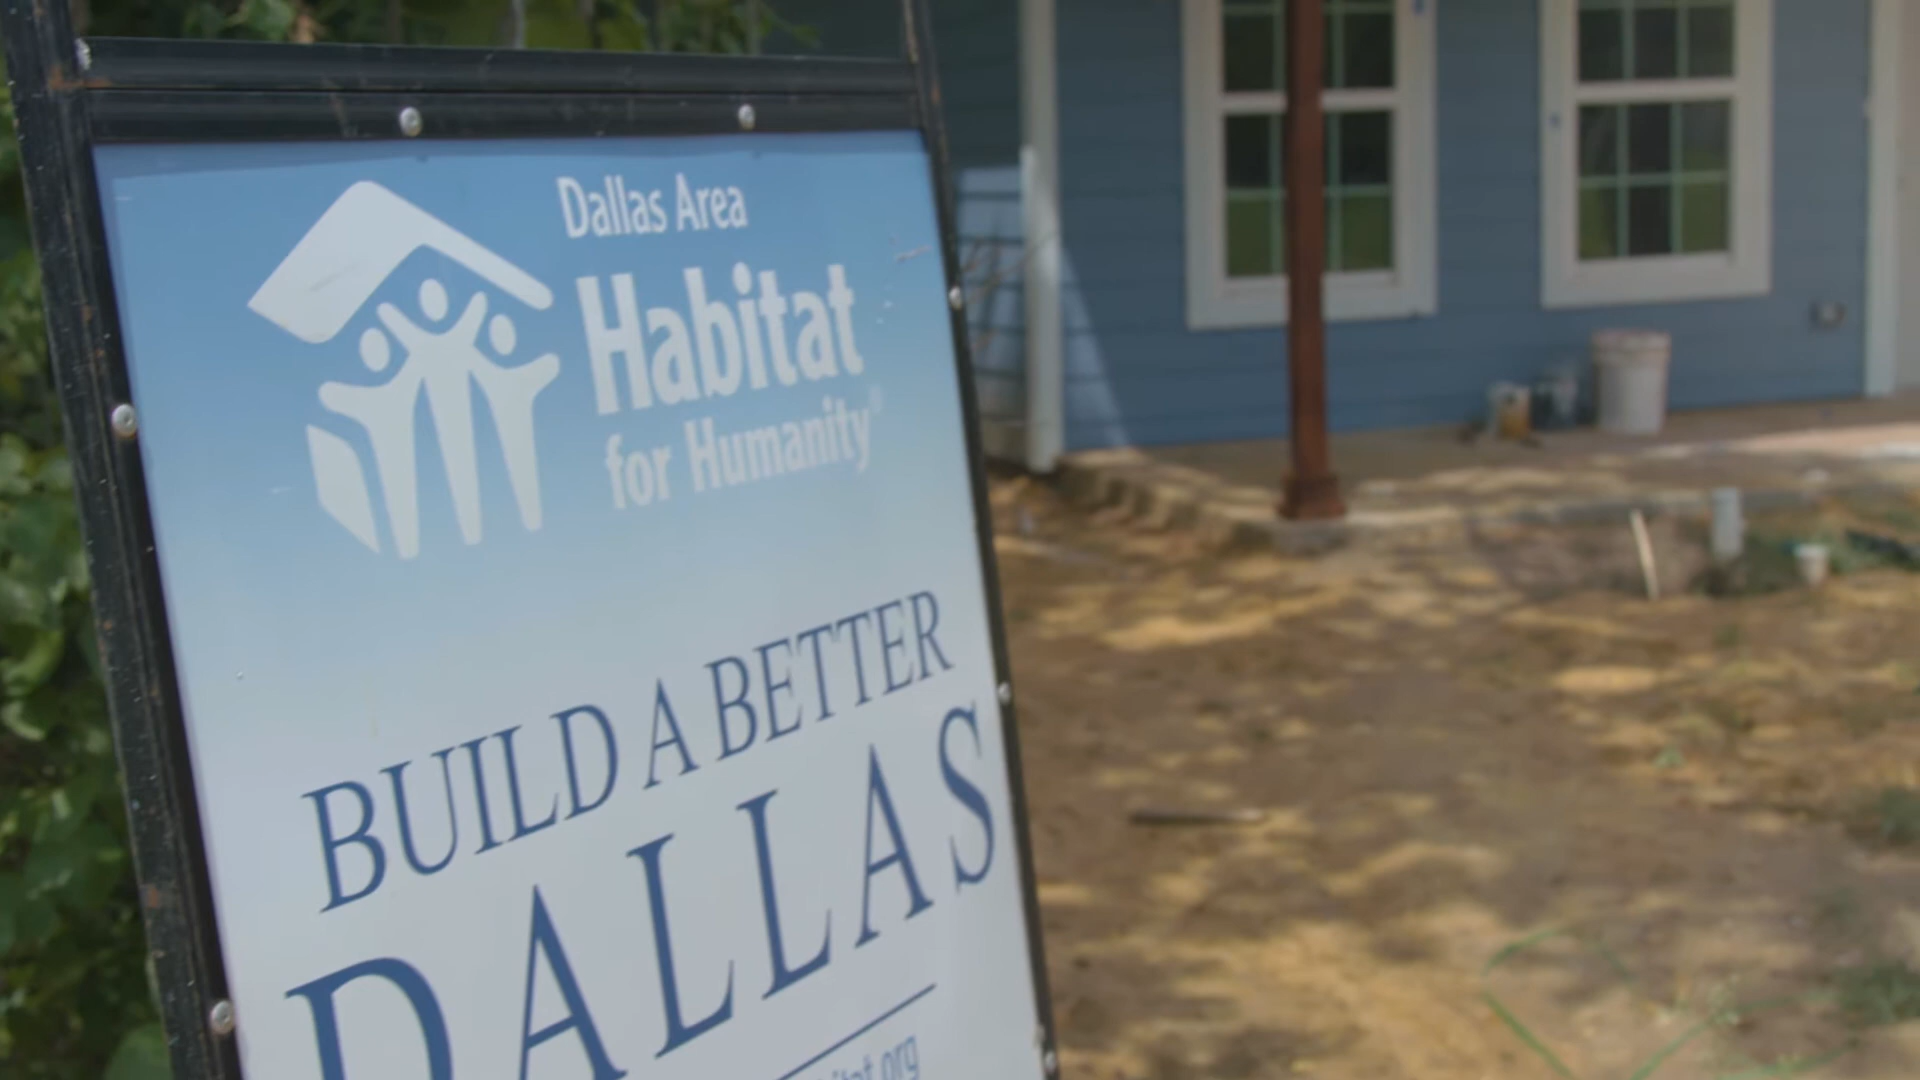 Dallas Area
Habitat
for Humanity®
BUILD A BETTER
DALLAS